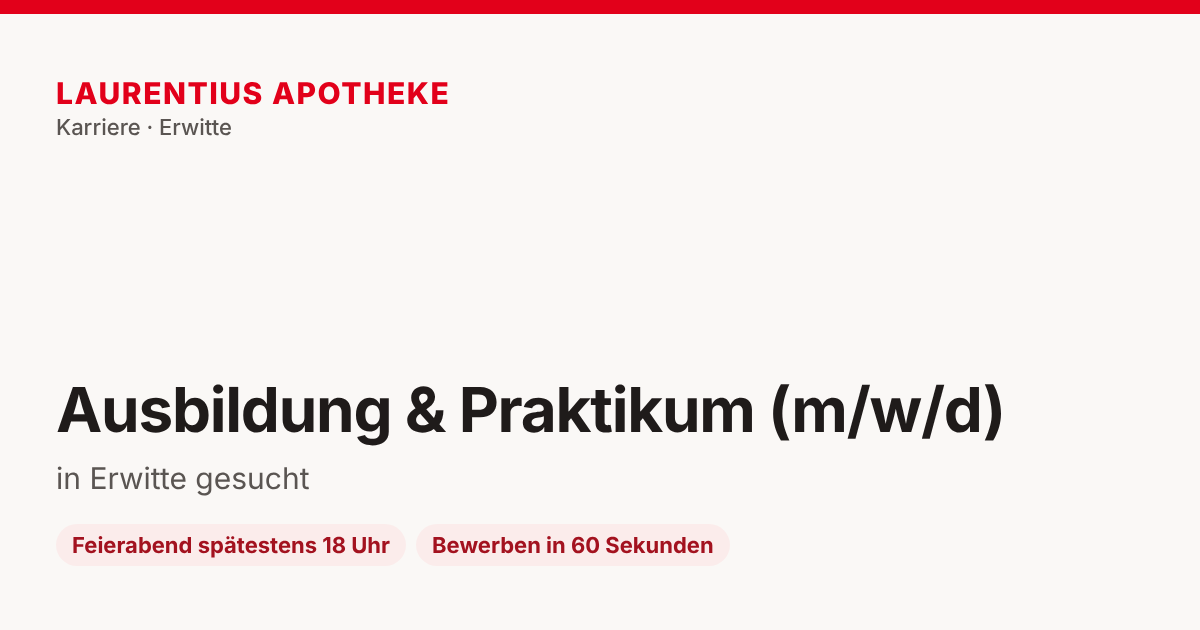 LAURENTIUS APOTHEKE
Karriere · Erwitte
Ausbildung & Praktikum (m/w/d)
in Erwitte gesucht
Feierabend spätestens 18 Uhr
Bewerben in 60 Sekunden